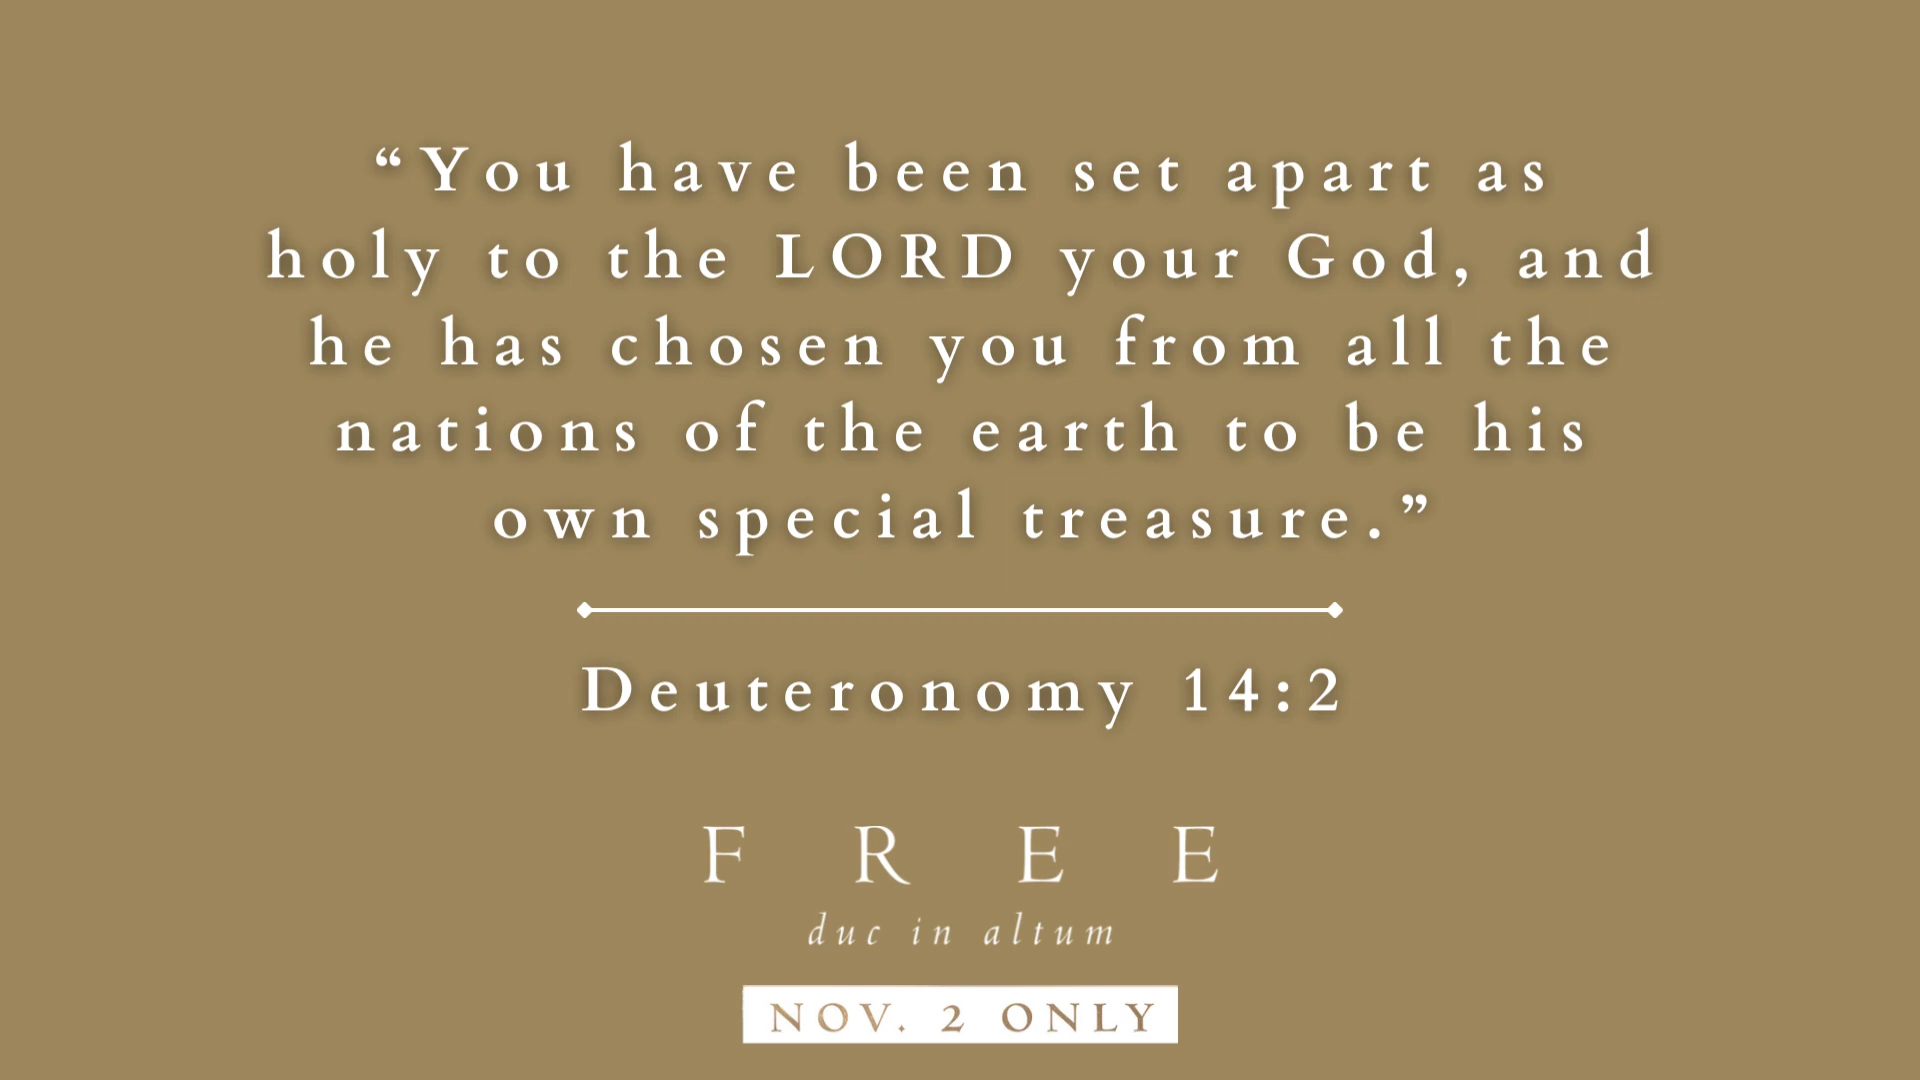 “You have been set apart as
holy to the LORD your God, and
he has chosen you from all the
nations of the earth to be his
own special treasure.”
Deuteronomy 14:2
FREE
duc in altum
NOV. 2 ONLY